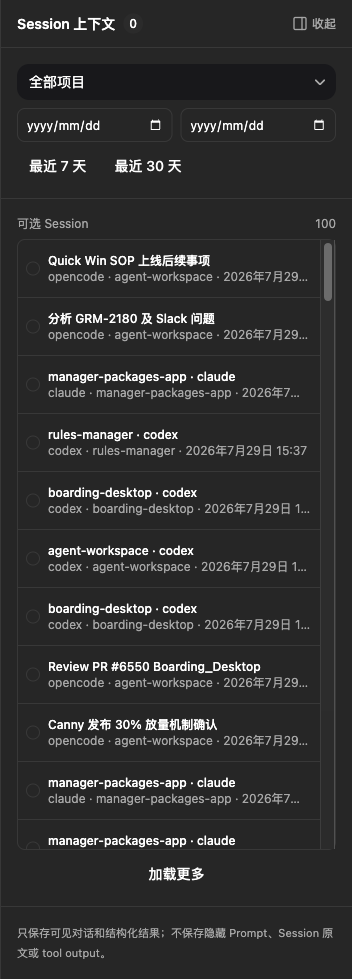 Session 上下文 0 收起
全部项目
yyyy/mm/dd yyyy/mm/dd
最近 7 天 最近 30 天
可选 Session 100
Quick Win SOP 上线后续事项
opencode · agent-workspace · 2026年7月29...
分析 GRM-2180 及 Slack 问题
opencode · agent-workspace · 2026年7月29...
manager-packages-app · claude
claude · manager-packages-app · 2026年7...
rules-manager · codex
codex · rules-manager · 2026年7月29日 15:37
boarding-desktop · codex
codex · boarding-desktop · 2026年7月29日 1...
agent-workspace · codex
codex · agent-workspace · 2026年7月29日 1...
boarding-desktop · codex
codex · boarding-desktop · 2026年7月29日 1...
Review PR #6550 Boarding_Desktop
opencode · agent-workspace · 2026年7月29...
Canny 发布 30% 放量机制确认
opencode · agent-workspace · 2026年7月29...
manager-packages-app · claude
claude · manager-packages-app · 2026年7...
manager-packages-app · claude
加载更多
只保存可见对话和结构化结果；不保存隐藏 Prompt、Session 原
文或 tool output。